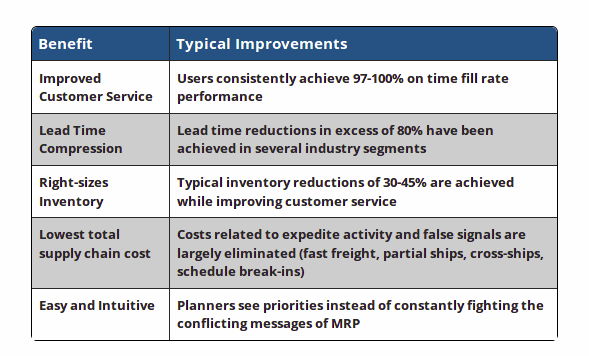 Benefit
Typical Improvements
Improved
Customer Service
Users consistently achieve 97-100% on time fill rate
performance
Lead Time
Compression
Lead time reductions in excess of 80% have been
achieved in several industry segments
Right-sizes
Inventory
Typical inventory reductions of 30-45% are achieved
while improving customer service
Lowest total
supply chain cost
Costs related to expedite activity and false signals are
largely eliminated (fast freight, partial ships, cross-ships,
schedule break-ins)
Easy and Intuitive
Planners see priorities instead of constantly fighting the
conflicting messages of MRP